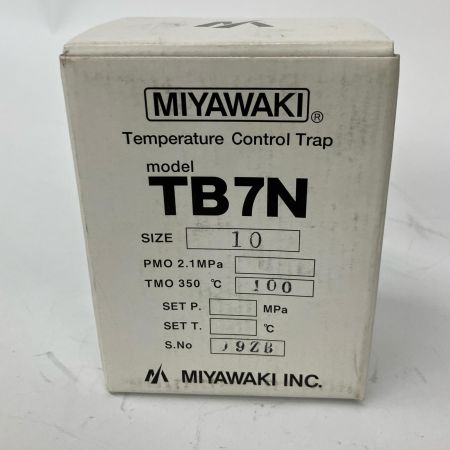 MIYAWAKI ®
Temperature Control Trap
model
TB7N
SIZE 10
PMO 2.1MPa
TMO 350 ℃ 100
SET P. MPa
SET T. ℃
S.No 09ZB
MIYAWAKI INC.